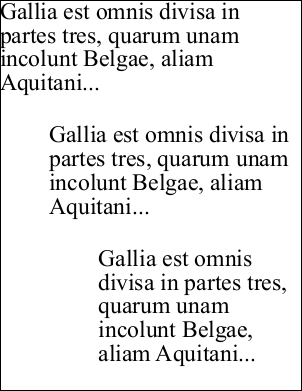 Gallia est omnis divisa in
partes tres, quarum unam
incolunt Belgae, aliam
Aquitani...
Gallia est omnis divisa in
partes tres, quarum unam
incolunt Belgae, aliam
Aquitani...
Gallia est omnis
divisa in partes tres,
quarum unam
incolunt Belgae,
aliam Aquitani...